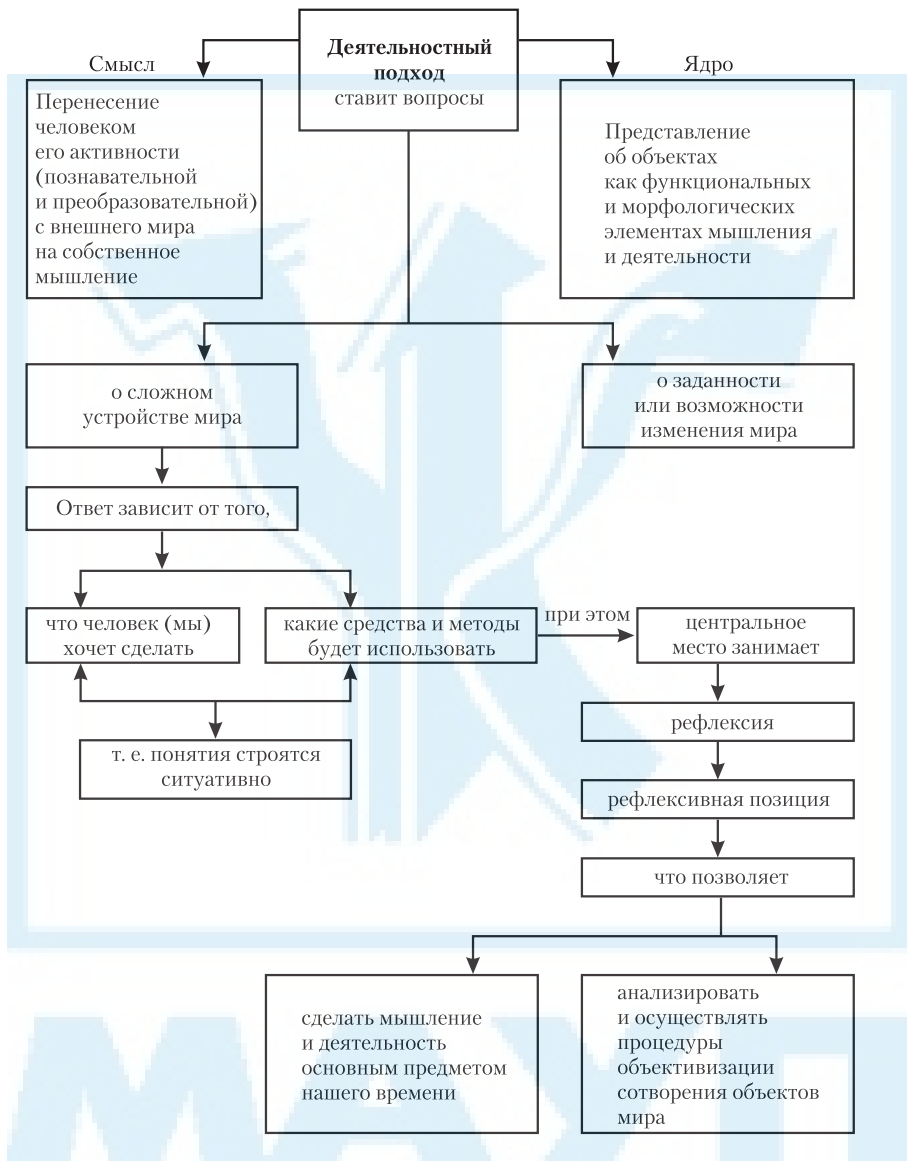 Деятельностный
подход
ставит вопросы
Смысл
Ядро
Перенесение
человеком
его активности
(познавательной
и преобразовательной)
с внешнего мира
на собственное
мышление
Представление
об объектах
как функциональных
и морфологических
элементах мышления
и деятельности
о сложном
устройстве мира
о заданности
или возможности
изменения мира
Ответ зависит от того,
что человек (мы)
хочет сделать
какие средства и методы
будет использовать
при этом
центральное
место занимает
т. е. понятия строятся
ситуативно
рефлексия
рефлексивная позиция
что позволяет
сделать мышление
и деятельность
основным предметом
нашего времени
анализировать
и осуществлять
процедуры
объективизации
сотворения объектов
мира
МАУП